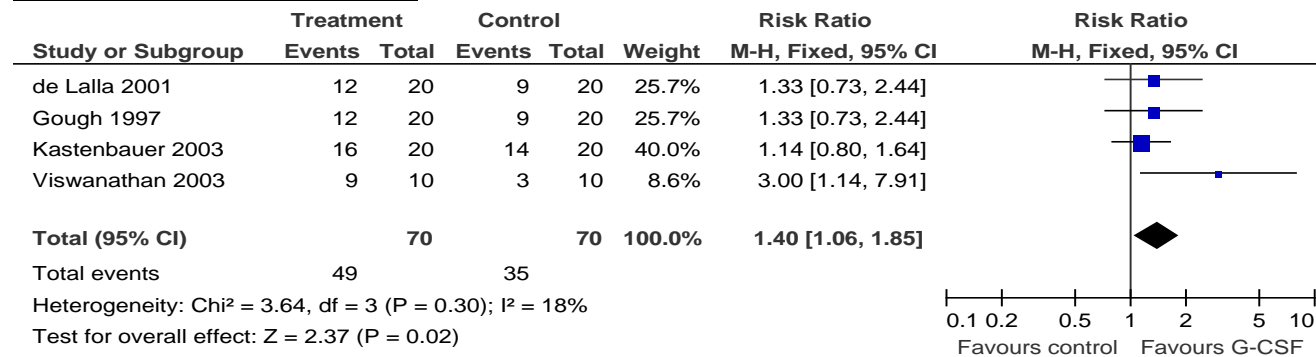 Treatment Control Risk Ratio Risk Ratio
Study or Subgroup Events Total Events Total Weight M-H, Fixed, 95% CI M-H, Fixed, 95% CI
de Lalla 2001 12 20 9 20 25.7% 1.33 [0.73, 2.44]
Gough 1997 12 20 9 20 25.7% 1.33 [0.73, 2.44]
Kastenbauer 2003 16 20 14 20 40.0% 1.14 [0.80, 1.64]
Viswanathan 2003 9 10 3 10 8.6% 3.00 [1.14, 7.91]
Total (95% CI) 70 70 100.0% 1.40 [1.06, 1.85]
Total events 49 35
Heterogeneity: Chi² = 3.64, df = 3 (P = 0.30); I² = 18%
Test for overall effect: Z = 2.37 (P = 0.02)
0.1 0.2 0.5 1 2 5 10
Favours control Favours G-CSF